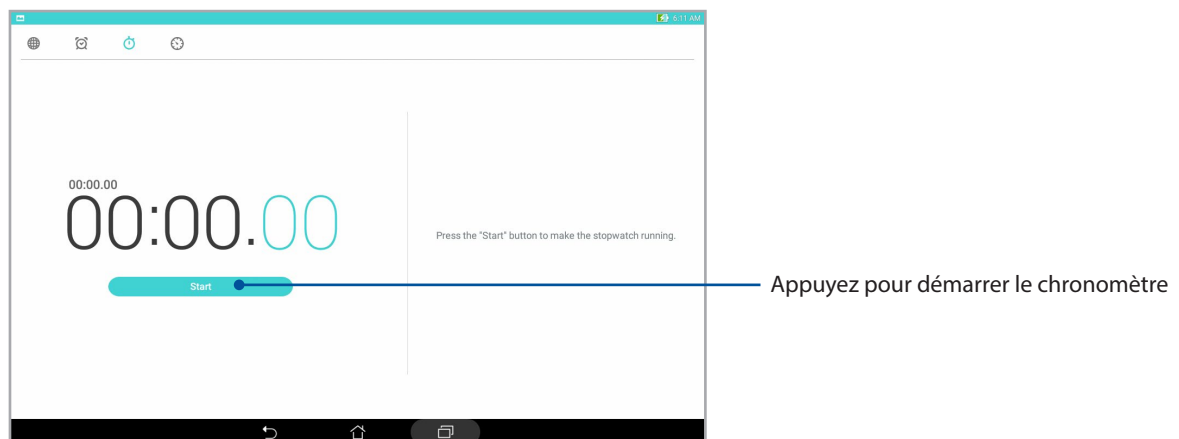 6:11 AM
00:00.00
00:00.00
Press the "Start" button to make the stopwatch running.
Start
Appuyez pour démarrer le chronomètre